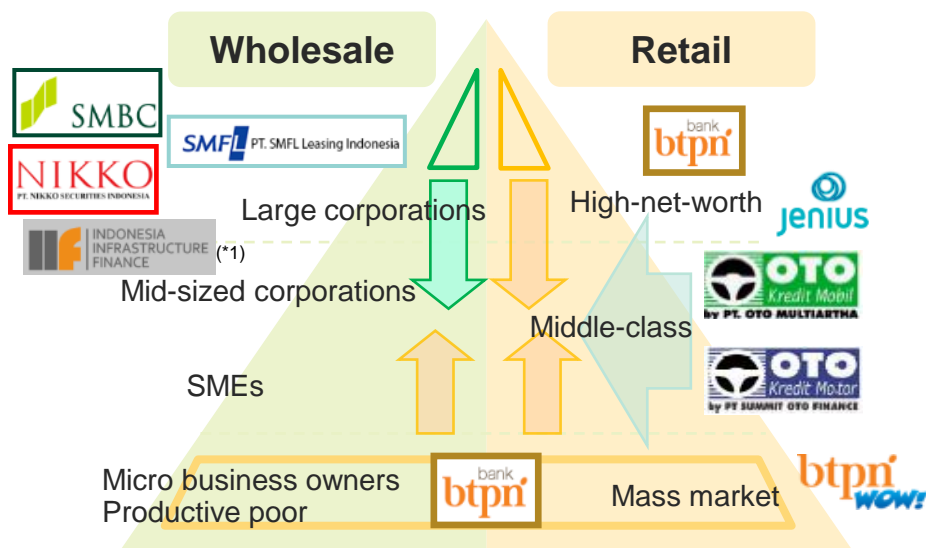 Wholesale
Retail
SMBC
SMFL PT. SMFL Leasing Indonesia
NIKKO
PT. NIKKO SECURITIES INDONESIA
bank
btpn
Large corporations
High-net-worth
JENIUS
IIF INDONESIA
INFRASTRUCTURE
FINANCE
(*1)
Mid-sized corporations
OTO
Kredit Mobil
by PT. OTO MULTIARTHA
Middle-class
OTO
Kredit Motor
by PT SUMMIT OTO FINANCE
SMEs
Micro business owners
Productive poor
bank
btpn
Mass market
btpn
WOW!